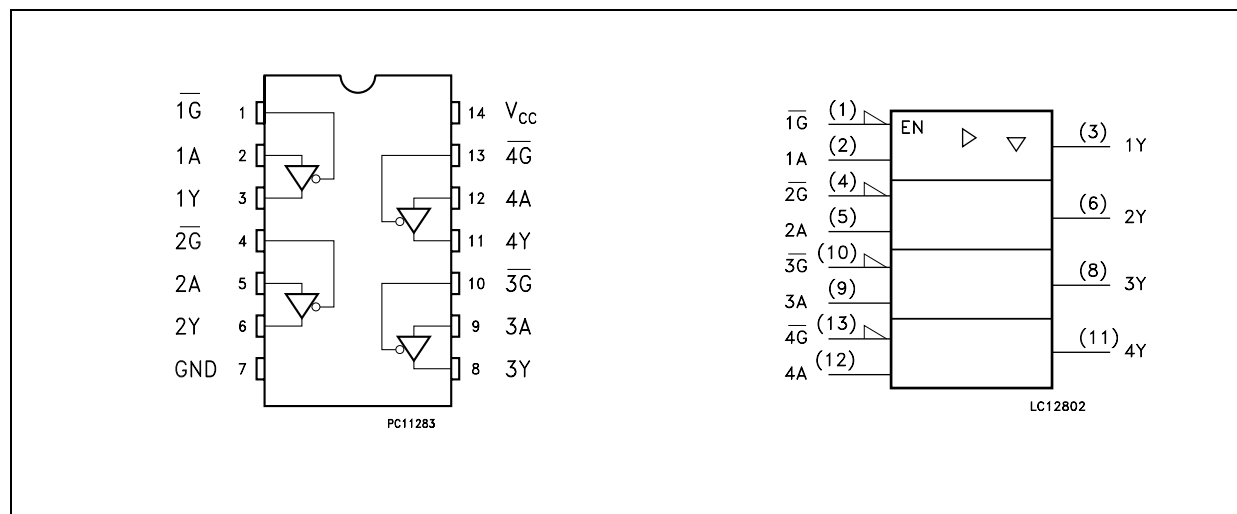 1G̅ 1 14 VCC
1A 2 13 4G̅
1Y 3 12 4A
2G̅ 4 11 4Y
2A 5 10 3G̅
2Y 6 9 3A
GND 7 8 3Y
PC11283
1G̅ (1) EN (3) 1Y
1A (2)
2G̅ (4) (6) 2Y
2A (5)
3G̅ (10) (8) 3Y
3A (9)
4G̅ (13) (11) 4Y
4A (12)
LC12802